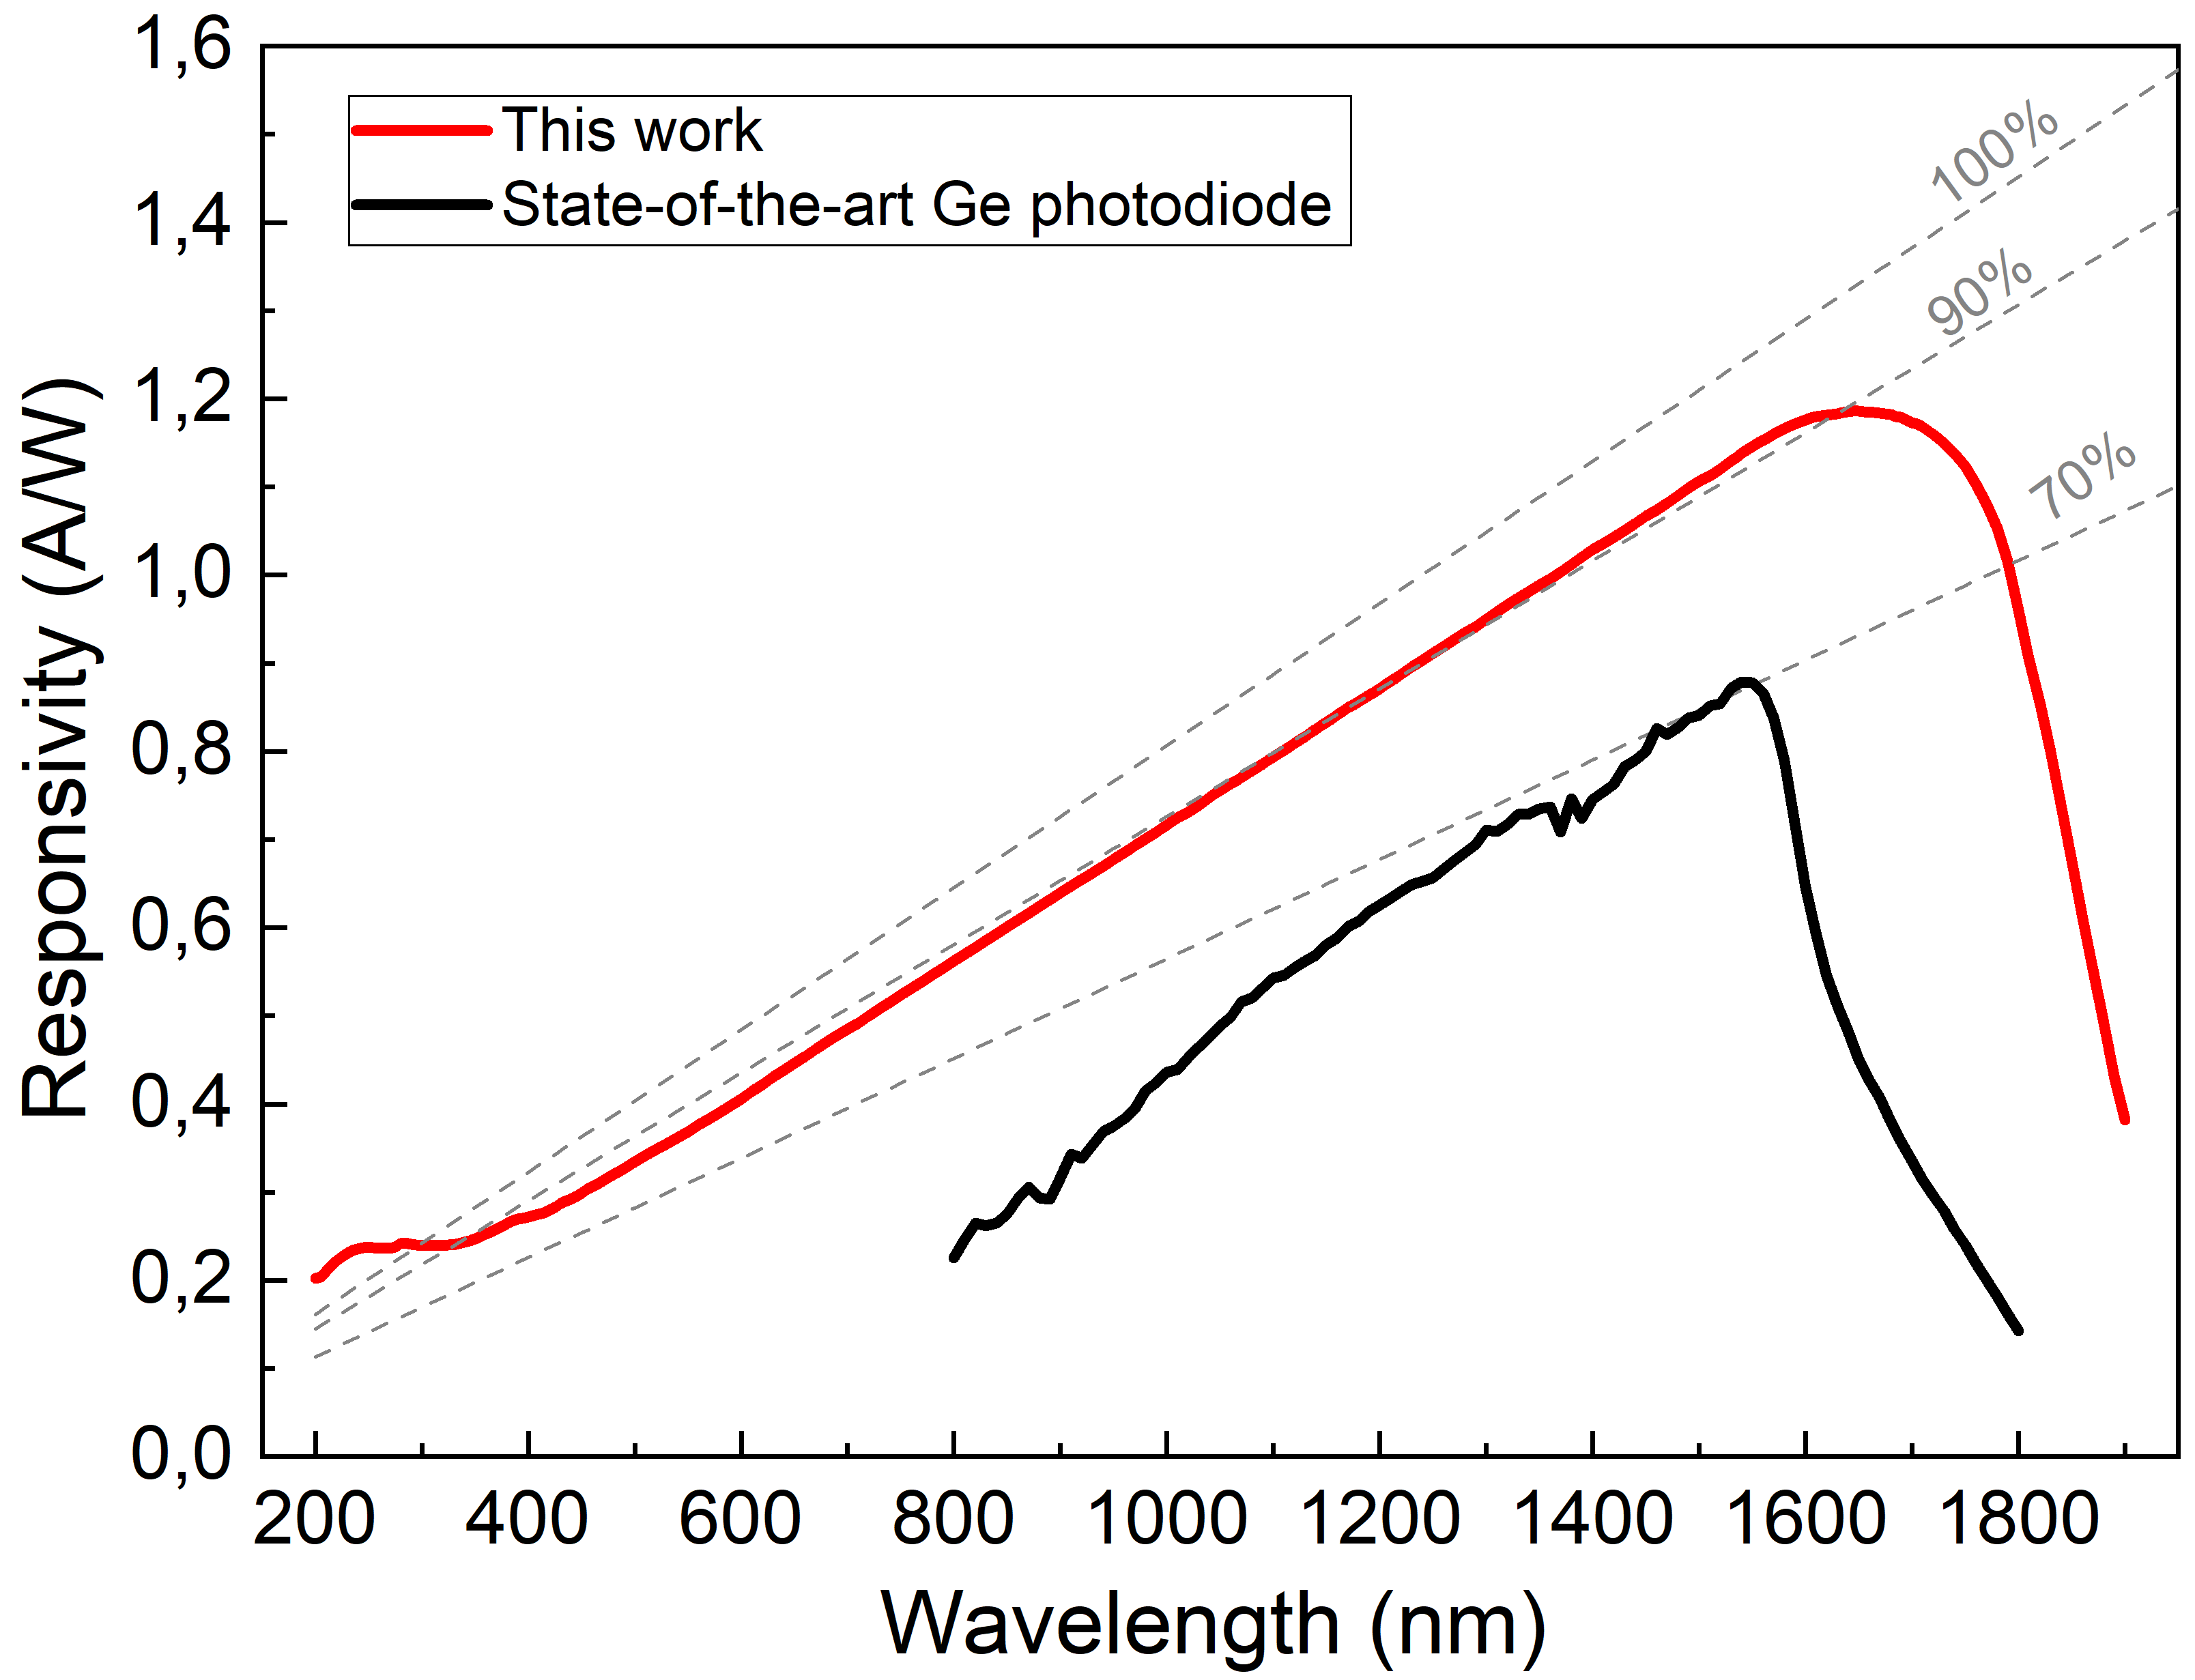 1,6
1,4
1,2
1,0
0,8
0,6
0,4
0,2
0,0
Responsivity (A/W)
This work
State-of-the-art Ge photodiode
100%
90%
70%
200 400 600 800 1000 1200 1400 1600 1800
Wavelength (nm)